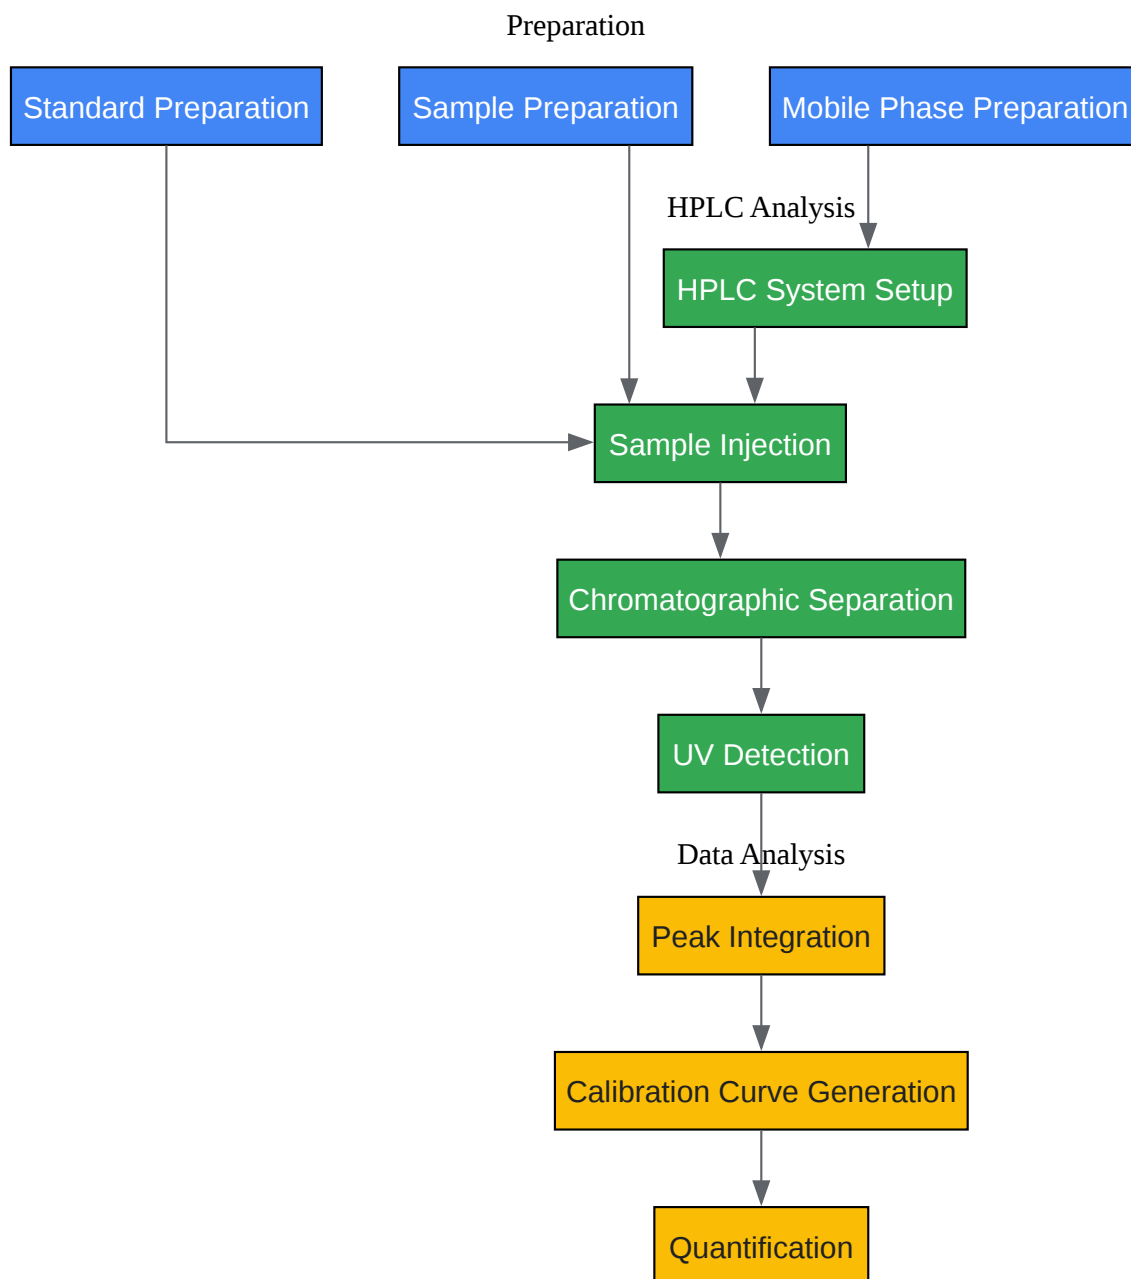 Preparation
Standard Preparation
Sample Preparation
Mobile Phase Preparation
HPLC Analysis
HPLC System Setup
Sample Injection
Chromatographic Separation
UV Detection
Data Analysis
Peak Integration
Calibration Curve Generation
Quantification